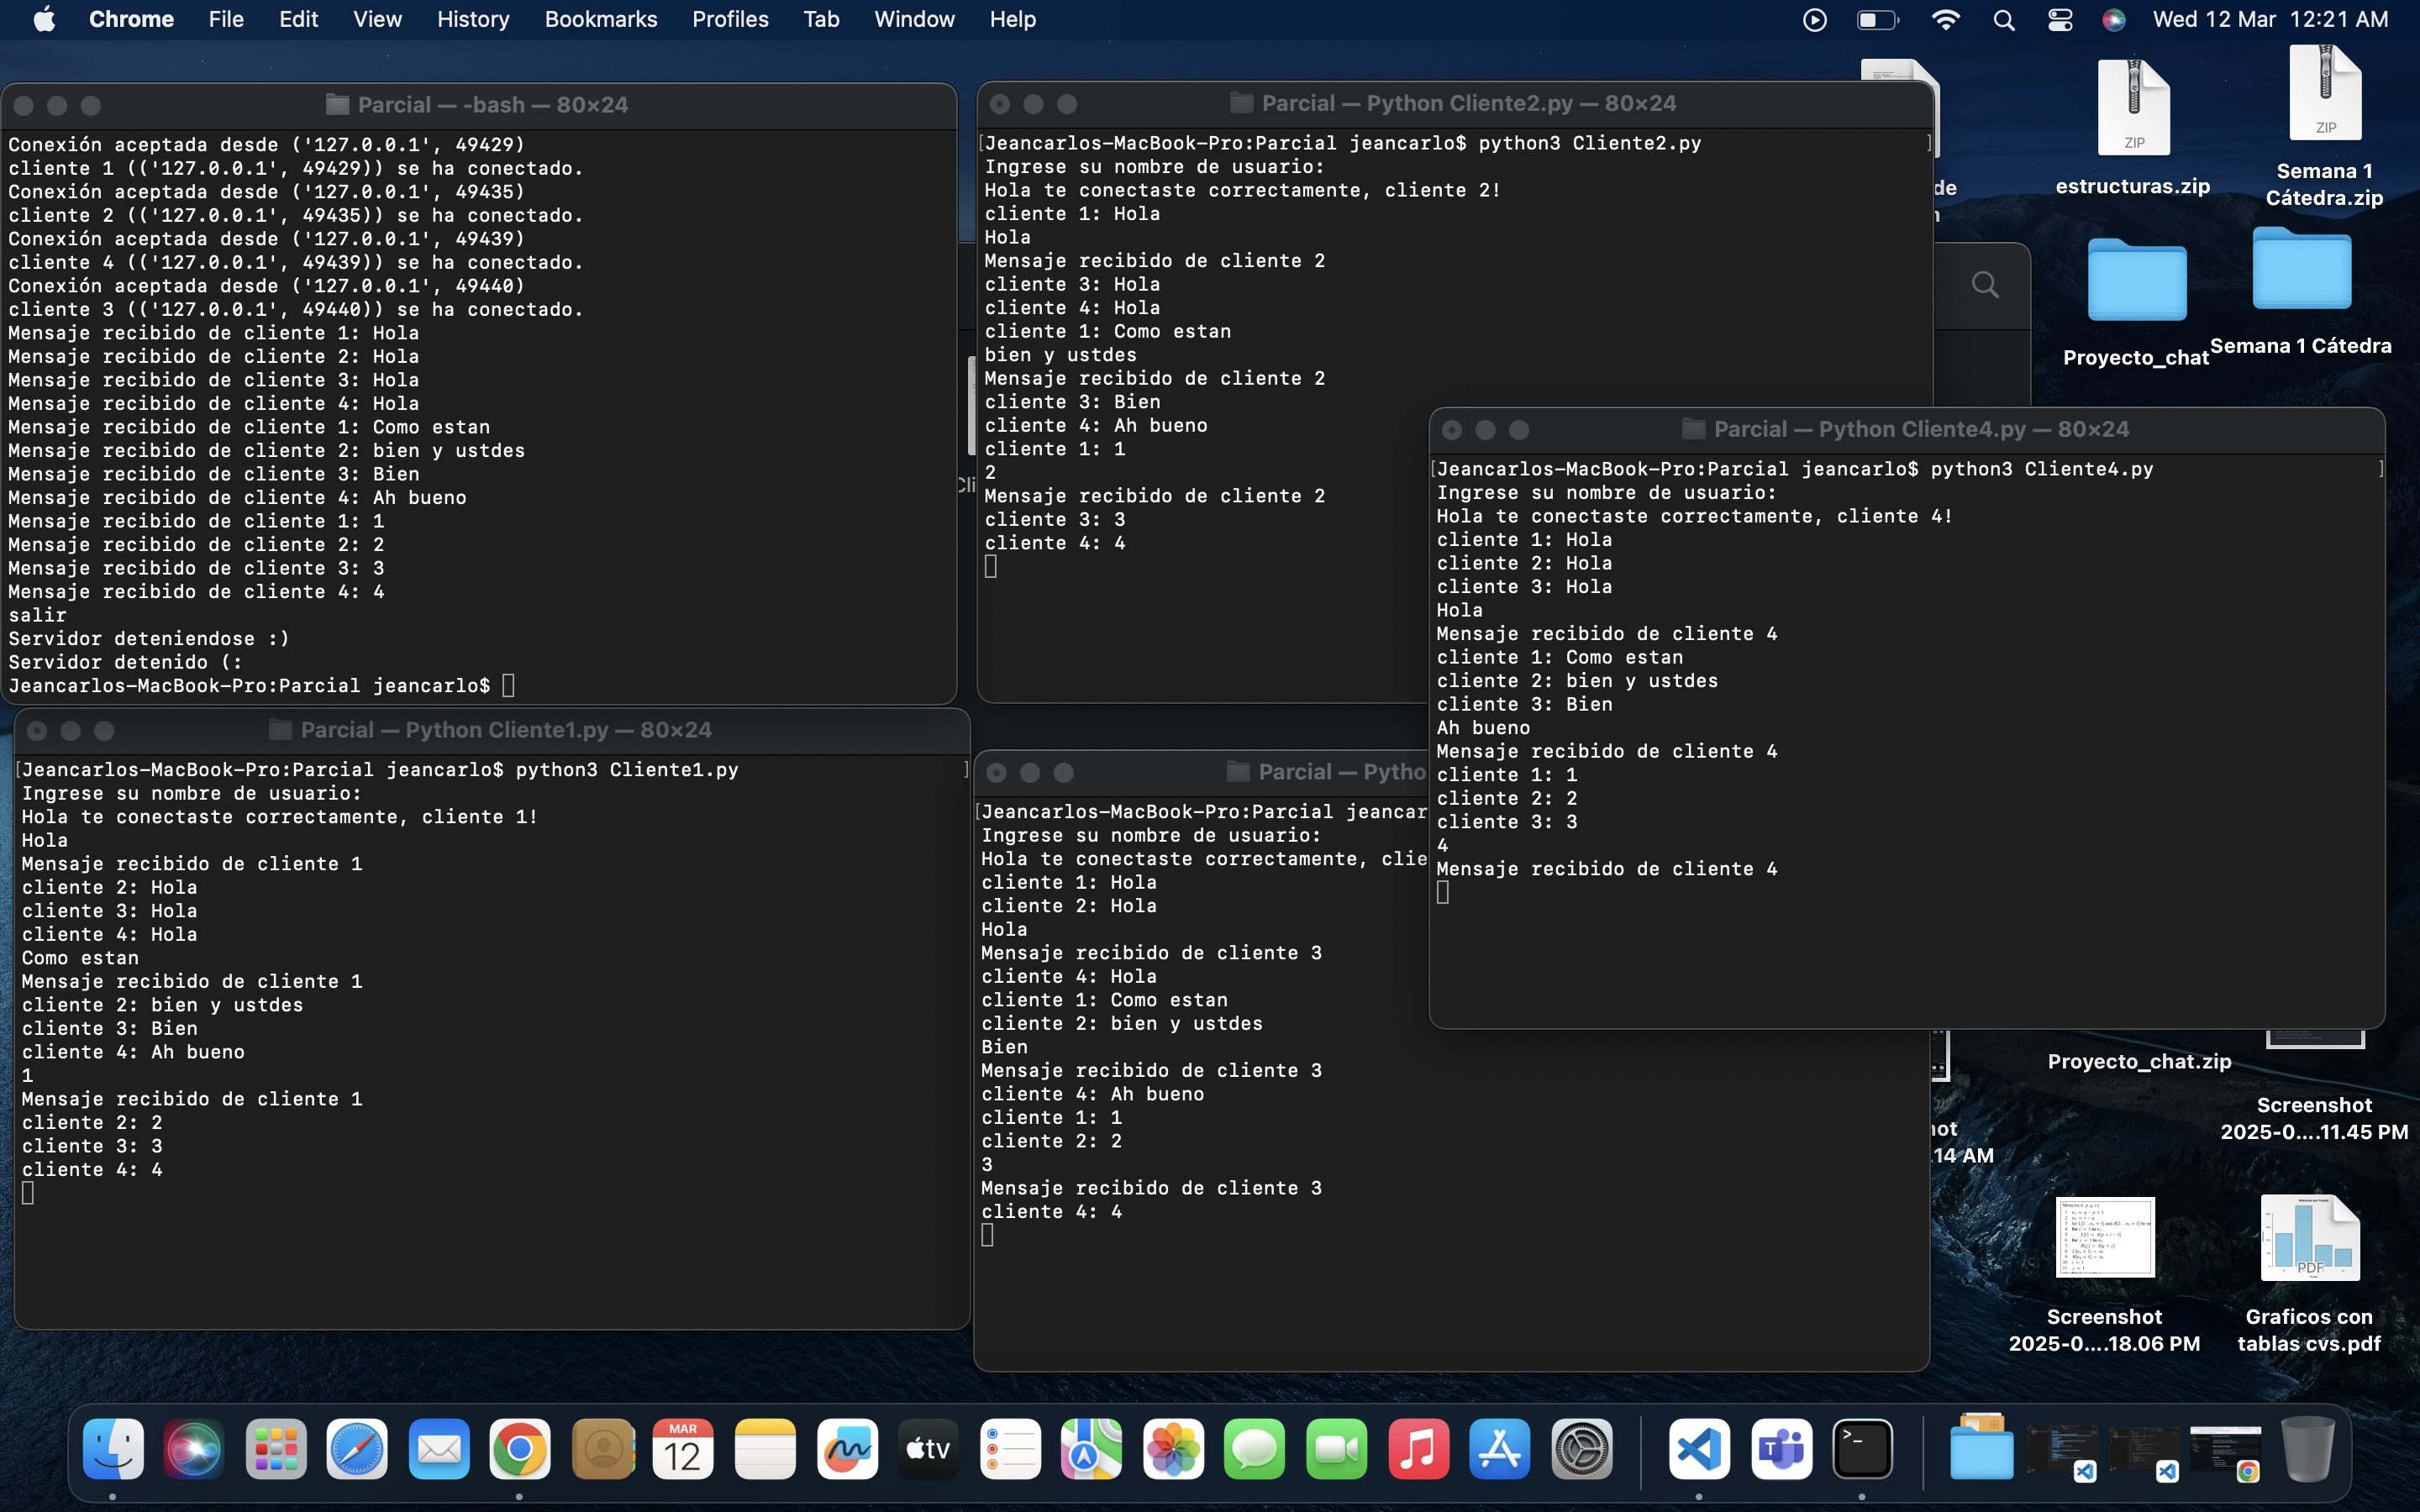 Chrome File Edit View History Bookmarks Profiles Tab Window Help
Wed 12 Mar 12:21 AM
Parcial — -bash — 80×24
Conexión aceptada desde ('127.0.0.1', 49429)
cliente 1 (('127.0.0.1', 49429)) se ha conectado.
Conexión aceptada desde ('127.0.0.1', 49435)
cliente 2 (('127.0.0.1', 49435)) se ha conectado.
Conexión aceptada desde ('127.0.0.1', 49439)
cliente 4 (('127.0.0.1', 49439)) se ha conectado.
Conexión aceptada desde ('127.0.0.1', 49440)
cliente 3 (('127.0.0.1', 49440)) se ha conectado.
Mensaje recibido de cliente 1: Hola
Mensaje recibido de cliente 2: Hola
Mensaje recibido de cliente 3: Hola
Mensaje recibido de cliente 4: Hola
Mensaje recibido de cliente 1: Como estan
Mensaje recibido de cliente 2: bien y ustdes
Mensaje recibido de cliente 3: Bien
Mensaje recibido de cliente 4: Ah bueno
Mensaje recibido de cliente 1: 1
Mensaje recibido de cliente 2: 2
Mensaje recibido de cliente 3: 3
Mensaje recibido de cliente 4: 4
salir
Servidor deteniendose :)
Servidor detenido (:
Jeancarlos-MacBook-Pro:Parcial jeancarlo$
Parcial — Python Cliente2.py — 80×24
[Jeancarlos-MacBook-Pro:Parcial jeancarlo$ python3 Cliente2.py ]
Ingrese su nombre de usuario:
Hola te conectaste correctamente, cliente 2!
cliente 1: Hola
Hola
Mensaje recibido de cliente 2
cliente 3: Hola
cliente 4: Hola
cliente 1: Como estan
bien y ustdes
Mensaje recibido de cliente 2
cliente 3: Bien
cliente 4: Ah bueno
cliente 1: 1
2
Mensaje recibido de cliente 2
cliente 3: 3
cliente 4: 4
Parcial — Python Cliente4.py — 80×24
[Jeancarlos-MacBook-Pro:Parcial jeancarlo$ python3 Cliente4.py ]
Ingrese su nombre de usuario:
Hola te conectaste correctamente, cliente 4!
cliente 1: Hola
cliente 2: Hola
cliente 3: Hola
Hola
Mensaje recibido de cliente 4
cliente 1: Como estan
cliente 2: bien y ustdes
cliente 3: Bien
Ah bueno
Mensaje recibido de cliente 4
cliente 1: 1
cliente 2: 2
cliente 3: 3
4
Mensaje recibido de cliente 4
Parcial — Python Cliente1.py — 80×24
[Jeancarlos-MacBook-Pro:Parcial jeancarlo$ python3 Cliente1.py ]
Ingrese su nombre de usuario:
Hola te conectaste correctamente, cliente 1!
Hola
Mensaje recibido de cliente 1
cliente 2: Hola
cliente 3: Hola
cliente 4: Hola
Como estan
Mensaje recibido de cliente 1
cliente 2: bien y ustdes
cliente 3: Bien
cliente 4: Ah bueno
1
Mensaje recibido de cliente 1
cliente 2: 2
cliente 3: 3
cliente 4: 4
Parcial — Pytho
[Jeancarlos-MacBook-Pro:Parcial jeancar
Ingrese su nombre de usuario:
Hola te conectaste correctamente, clie
cliente 1: Hola
cliente 2: Hola
Hola
Mensaje recibido de cliente 3
cliente 4: Hola
cliente 1: Como estan
cliente 2: bien y ustdes
Bien
Mensaje recibido de cliente 3
cliente 4: Ah bueno
cliente 1: 1
cliente 2: 2
3
Mensaje recibido de cliente 3
cliente 4: 4
ZIP
estructuras.zip
ZIP
Semana 1
Cátedra.zip
de
Cli
Proyecto_chat
Semana 1 Cátedra
Proyecto_chat.zip
Screenshot
2025-0....11.45 PM
ot
14 AM
Screenshot
2025-0....18.06 PM
PDF
Graficos con
tablas cvs.pdf
MAR
12
tv